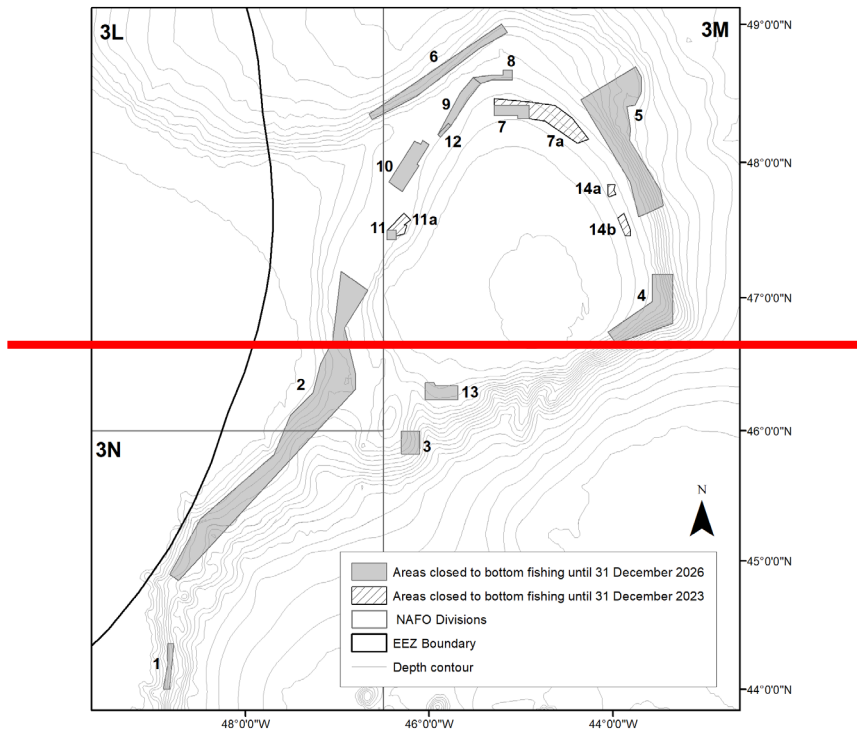 3L
3M
49°0'0"N
6
8
9
5
7
12
7a
48°0'0"N
10
14a
11a
11
14b
4
47°0'0"N
2
13
46°0'0"N
3N
3
N
45°0'0"N
Areas closed to bottom fishing until 31 December 2026
Areas closed to bottom fishing until 31 December 2023
NAFO Divisions
EEZ Boundary
Depth contour
1
44°0'0"N
48°0'0"W
46°0'0"W
44°0'0"W